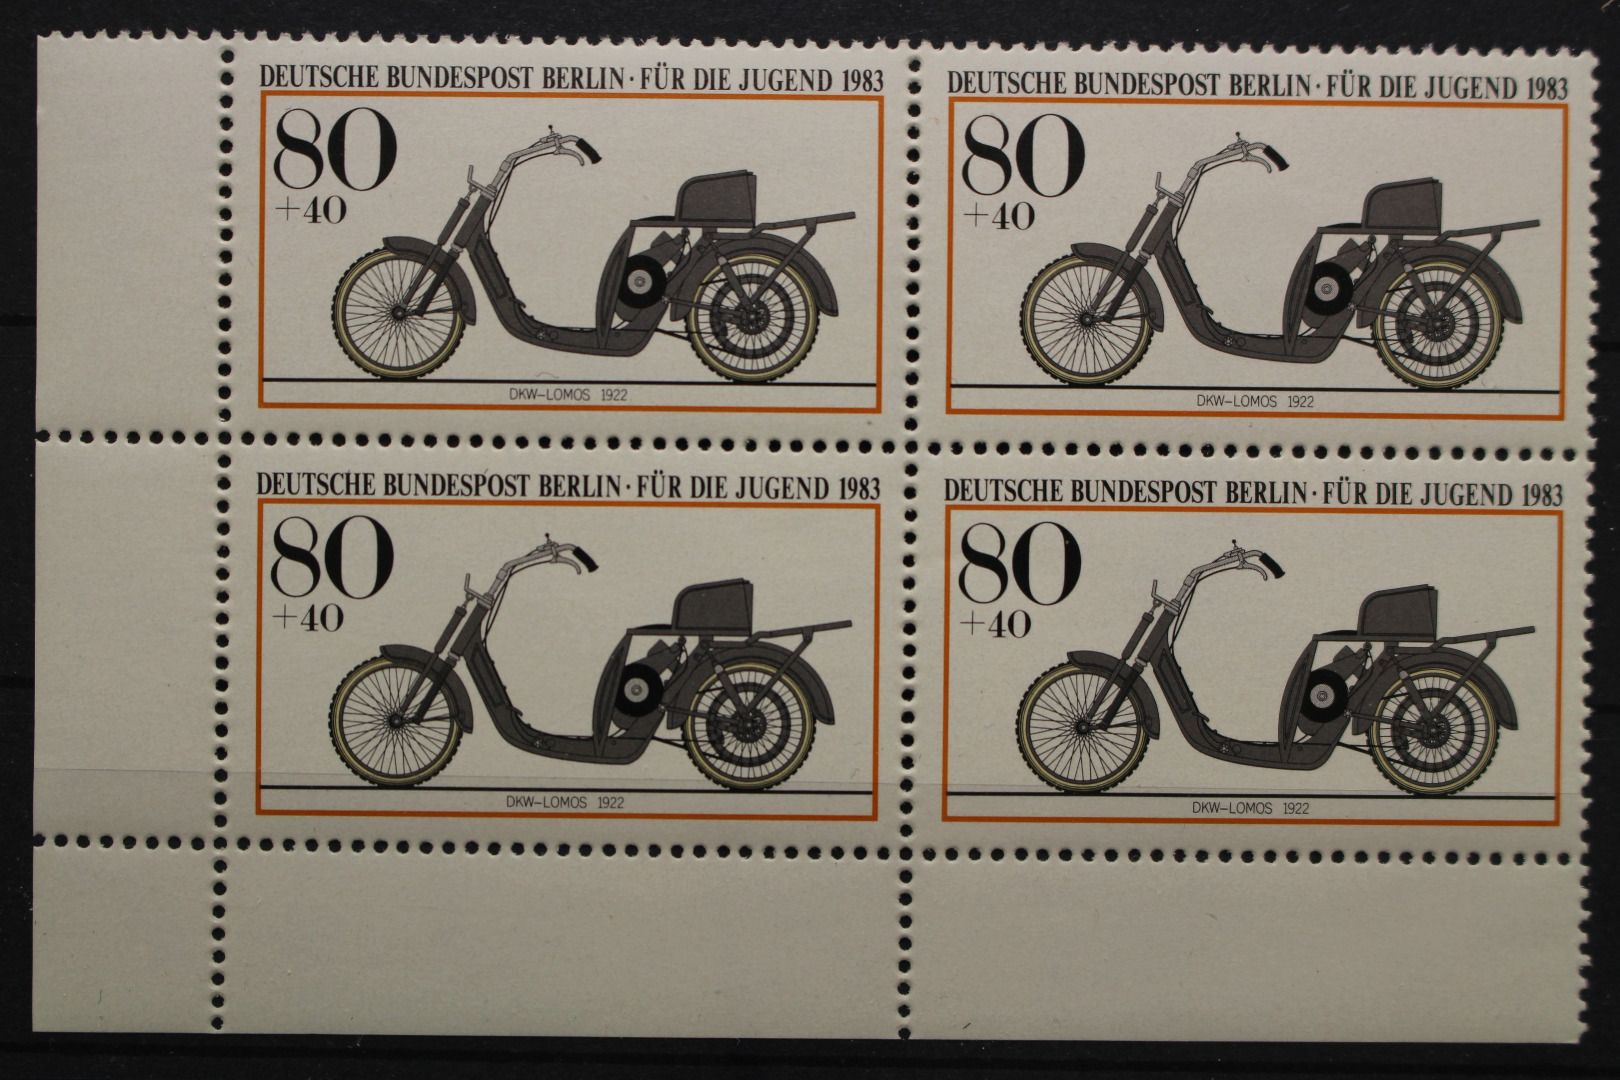 DEUTSCHE BUNDESPOST BERLIN · FÜR DIE JUGEND 1983
80
+40
DKW–LOMOS 1922
DEUTSCHE BUNDESPOST BERLIN · FÜR DIE JUGEND 1983
80
+40
DKW–LOMOS 1922
DEUTSCHE BUNDESPOST BERLIN · FÜR DIE JUGEND 1983
80
+40
DKW–LOMOS 1922
DEUTSCHE BUNDESPOST BERLIN · FÜR DIE JUGEND 1983
80
+40
DKW–LOMOS 1922